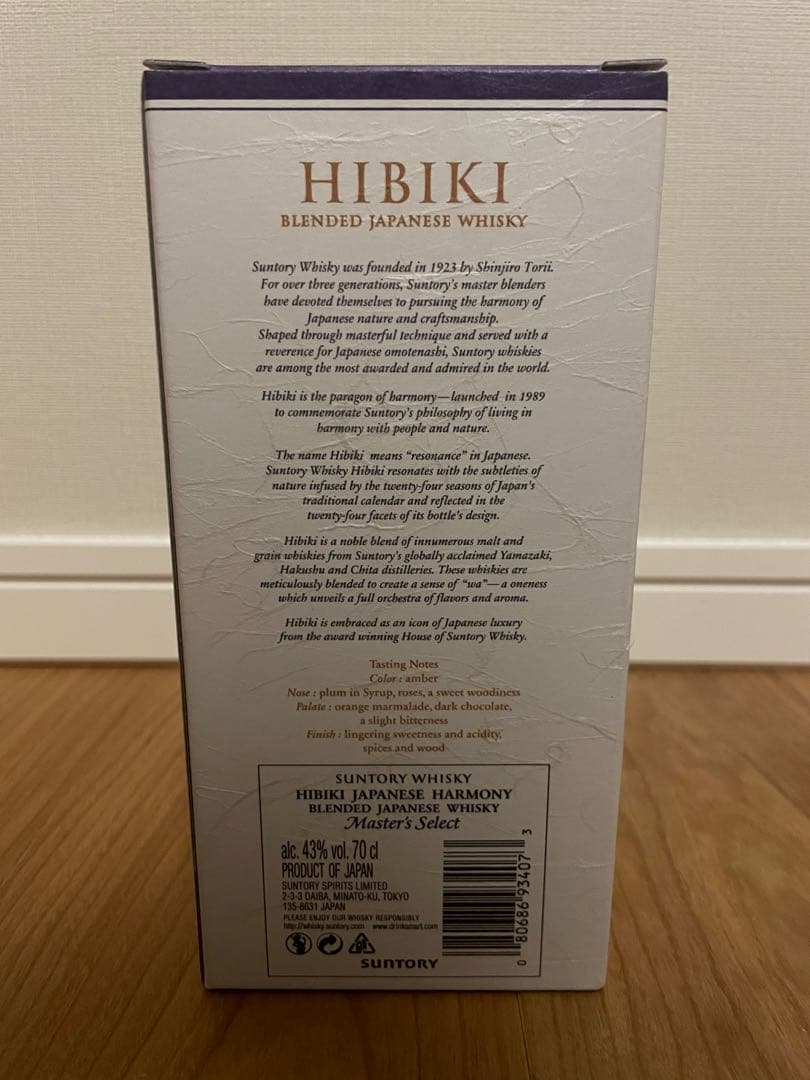 HIBIKI
BLENDED JAPANESE WHISKY
Suntory Whisky was founded in 1923 by Shinjiro Torii.
For over three generations, Suntory's master blenders
have devoted themselves to pursuing the harmony of
Japanese nature and craftsmanship.
Shaped through masterful technique and served with a
reverence for Japanese omotenashi, Suntory whiskies
are among the most awarded and admired in the world.
Hibiki is the paragon of harmony—launched in 1989
to commemorate Suntory's philosophy of living in
harmony with people and nature.
The name Hibiki means “resonance” in Japanese.
Suntory Whisky Hibiki resonates with the subtleties of
nature infused by the twenty-four seasons of Japan's
traditional calendar and reflected in the
twenty-four facets of its bottle's design.
Hibiki is a noble blend of innumerous malt and
grain whiskies from Suntory's globally acclaimed Yamazaki,
Hakushu and Chita distilleries. These whiskies are
meticulously blended to create a sense of “wa”— a oneness
which unveils a full orchestra of flavors and aroma.
Hibiki is embraced as an icon of Japanese luxury
from the award winning House of Suntory Whisky.
Tasting Notes
Color : amber
Nose : plum in Syrup, roses, a sweet woodiness
Palate : orange marmalade, dark chocolate,
a slight bitterness
Finish : lingering sweetness and acidity,
spices and wood
SUNTORY WHISKY
HIBIKI JAPANESE HARMONY
BLENDED JAPANESE WHISKY
Master's Select
alc. 43% vol. 70 cl
PRODUCT OF JAPAN
SUNTORY SPIRITS LIMITED
2-3-3 DAIBA, MINATO-KU, TOKYO
135-8631 JAPAN
PLEASE ENJOY OUR WHISKY RESPONSIBLY
http://whisky.suntory.com www.drinksmart.com
SUNTORY
0 80686 93407 3